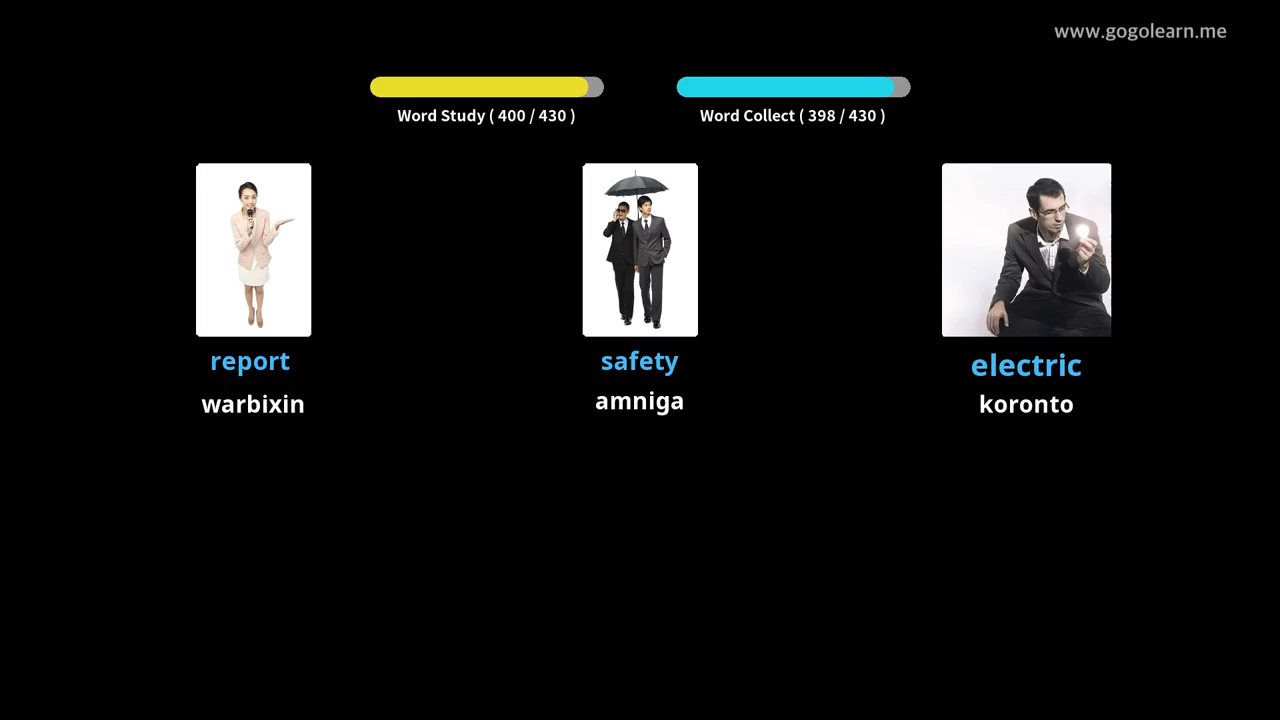 www.gogolearn.me
Word Study ( 400 / 430 )
Word Collect ( 398 / 430 )
report
safety
electric
warbixin
amniga
koronto